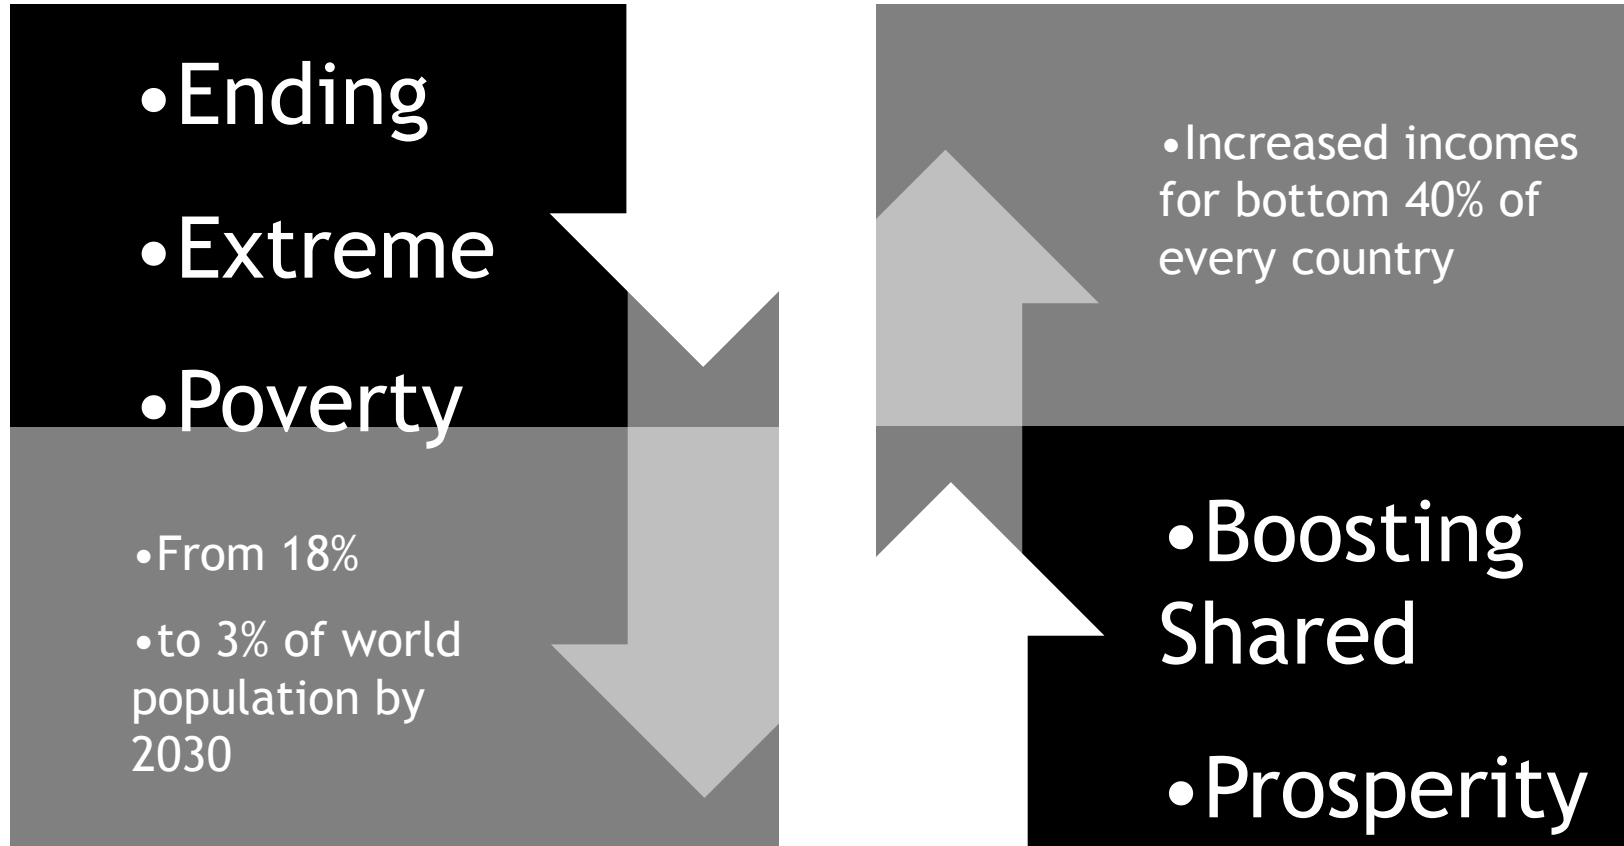 •Ending
•Extreme
•Poverty
•From 18%
•to 3% of world
population by
2030
•Increased incomes
for bottom 40% of
every country
•Boosting
Shared
•Prosperity